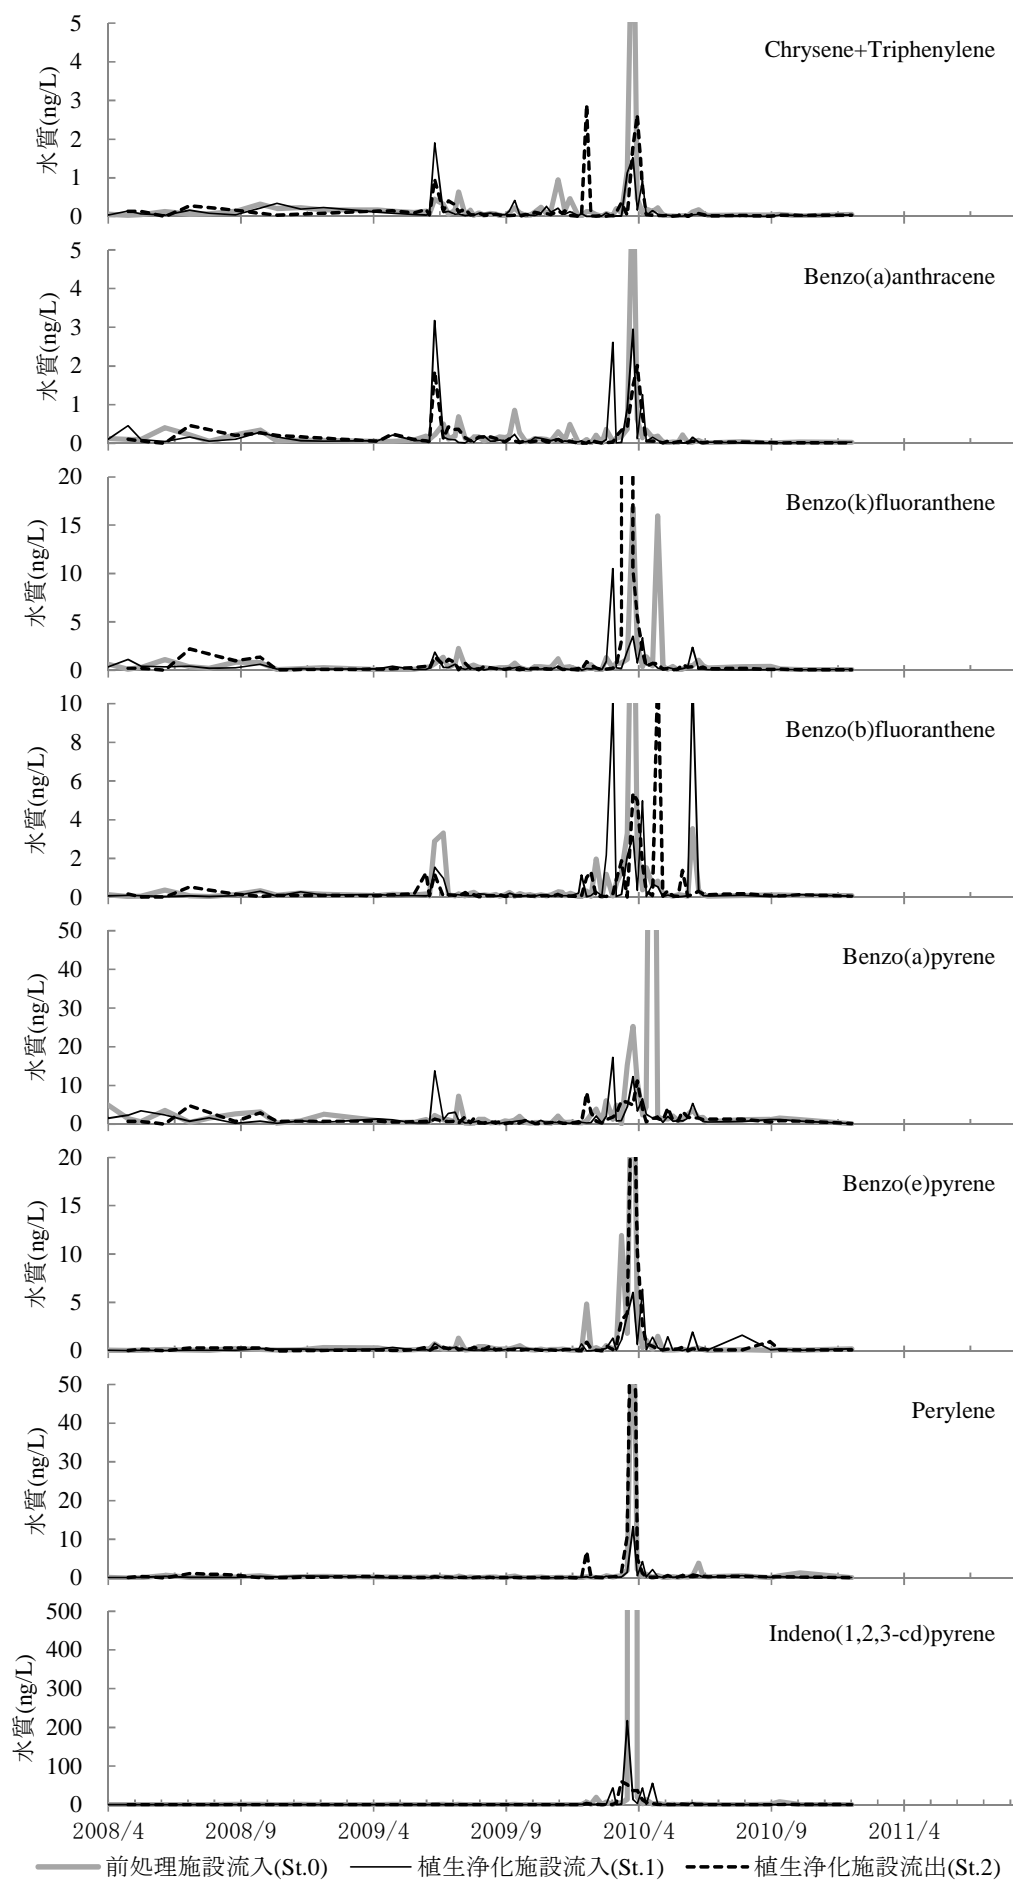 5
Chrysene+Triphenylene
4
3
2
1
0
水質(ng/L)
5
Benzo(a)anthracene
4
3
2
1
0
水質(ng/L)
20
Benzo(k)fluoranthene
15
10
5
0
水質(ng/L)
10
Benzo(b)fluoranthene
8
6
4
2
0
水質(ng/L)
50
Benzo(a)pyrene
40
30
20
10
0
水質(ng/L)
20
Benzo(e)pyrene
15
10
5
0
水質(ng/L)
50
Perylene
40
30
20
10
0
水質(ng/L)
500
Indeno(1,2,3-cd)pyrene
400
300
200
100
0
水質(ng/L)
2008/4 2008/9 2009/4 2009/9 2010/4 2010/9 2011/4
前処理施設流入(St.0) 植生浄化施設流入(St.1) 植生浄化施設流出(St.2)